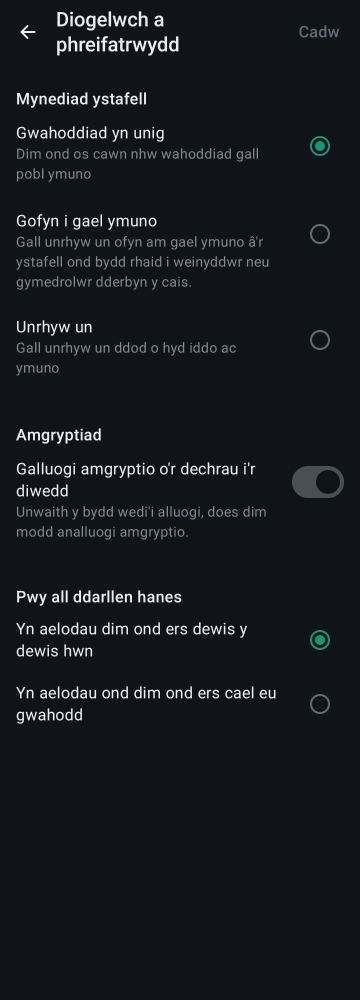 Diogelwch a
phreifatrwydd
Cadw
Mynediad ystafell
Gwahoddiad yn unig
Dim ond os cawn nhw wahoddiad gall
pobl ymuno
Gofyn i gael ymuno
Gall unrhyw un ofyn am gael ymuno â'r
ystafell ond bydd rhaid i weinyddwr neu
gymedrolwr dderbyn y cais.
Unrhyw un
Gall unrhyw un ddod o hyd iddo ac
ymuno
Amgryptiad
Galluogi amgryptio o'r dechrau i'r
diwedd
Unwaith y bydd wedi'i alluogi, does dim
modd analluogi amgryptio.
Pwy all ddarllen hanes
Yn aelodau dim ond ers dewis y
dewis hwn
Yn aelodau ond dim ond ers cael eu
gwahodd